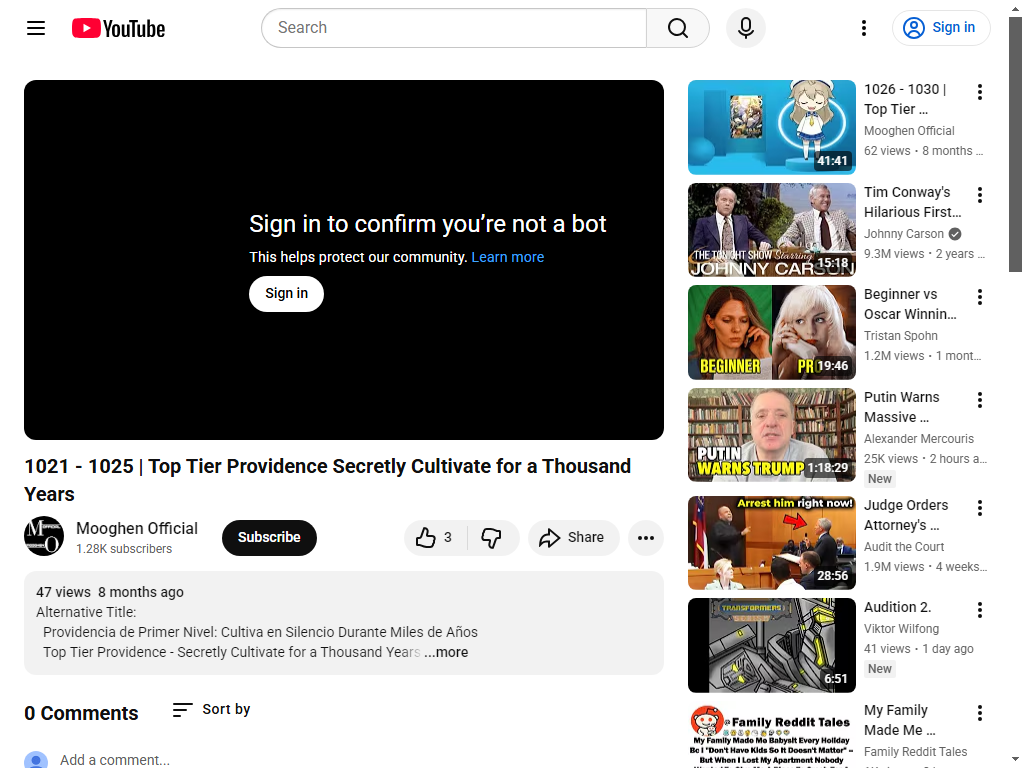 YouTube
Search
Sign in
Sign in to confirm you’re not a bot
This helps protect our community. Learn more
Sign in
1021 - 1025 | Top Tier Providence Secretly Cultivate for a Thousand
Years
Mooghen Official
1.28K subscribers
Subscribe
3
Share
47 views 8 months ago
Alternative Title:
Providencia de Primer Nivel: Cultiva en Silencio Durante Miles de Años
Top Tier Providence - Secretly Cultivate for a Thousand Years ...more
0 Comments
Sort by
Add a comment...
41:41
1026 - 1030 |
Top Tier ...
Mooghen Official
62 views • 8 months ...
THE TONIGHT SHOW Starring
JOHNNY CARSON
15:18
Tim Conway's
Hilarious First...
Johnny Carson
9.3M views • 2 years ...
BEGINNER
PR
19:46
Beginner vs
Oscar Winnin...
Tristan Spohn
1.2M views • 1 mont...
PUTIN
WARNS TRUMP
1:18:29
Putin Warns
Massive ...
Alexander Mercouris
25K views • 2 hours a...
New
Arrest him right now!
28:56
Judge Orders
Attorney's ...
Audit the Court
1.9M views • 4 weeks...
TRANSFORMERS
6:51
Audition 2.
Viktor Wilfong
41 views • 1 day ago
New
@Family Reddit Tales
My Family Made Me Babysit Every Holiday
Bc I "Don't Have Kids So It Doesn't Matter" –
But When I Lost My Apartment Nobody
My Family
Made Me ...
Family Reddit Tales